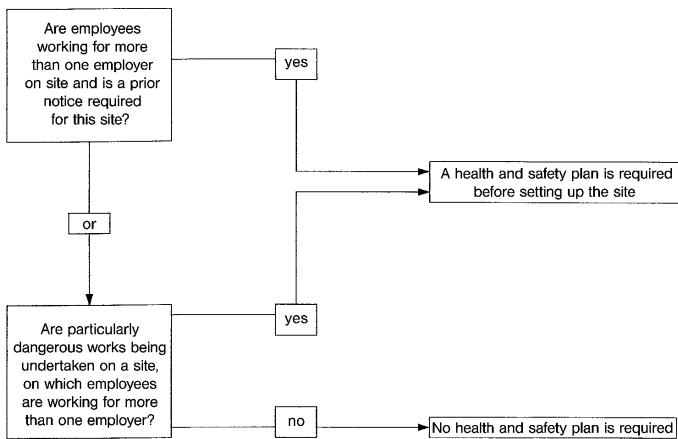 Are employees
working for more
than one employer
on site and is a prior
notice required
for this site?
yes
A health and safety plan is required
before setting up the site
or
Are particularly
dangerous works being
undertaken on a site,
on which employees
are working for more
than one employer?
yes
no
No health and safety plan is required